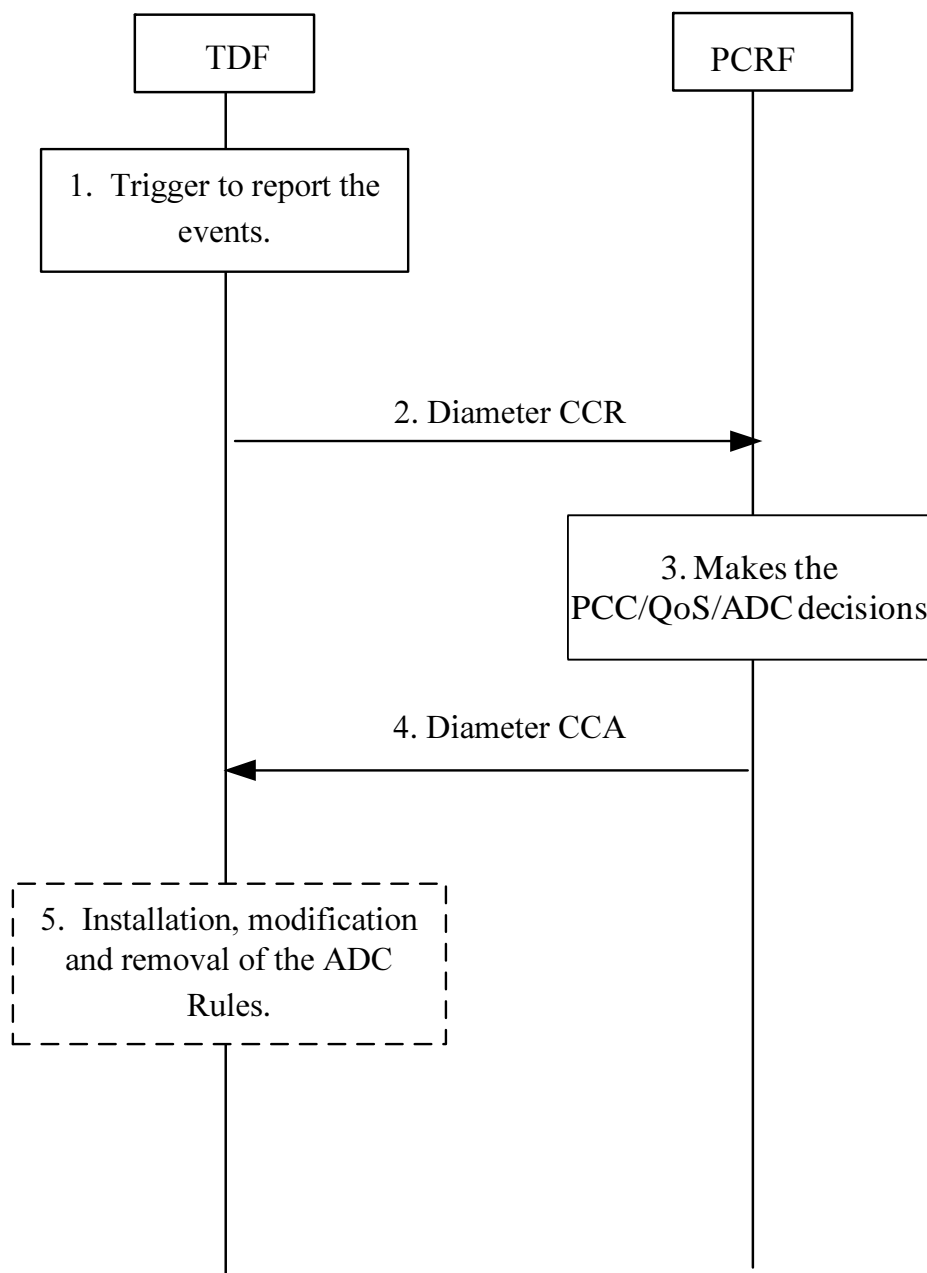 TDF
PCRF
1. Trigger to report the
events.
2. Diameter CCR
3. Makes the
PCC/QoS/ADC decisions
4. Diameter CCA
5. Installation, modification
and removal of the ADC
Rules.